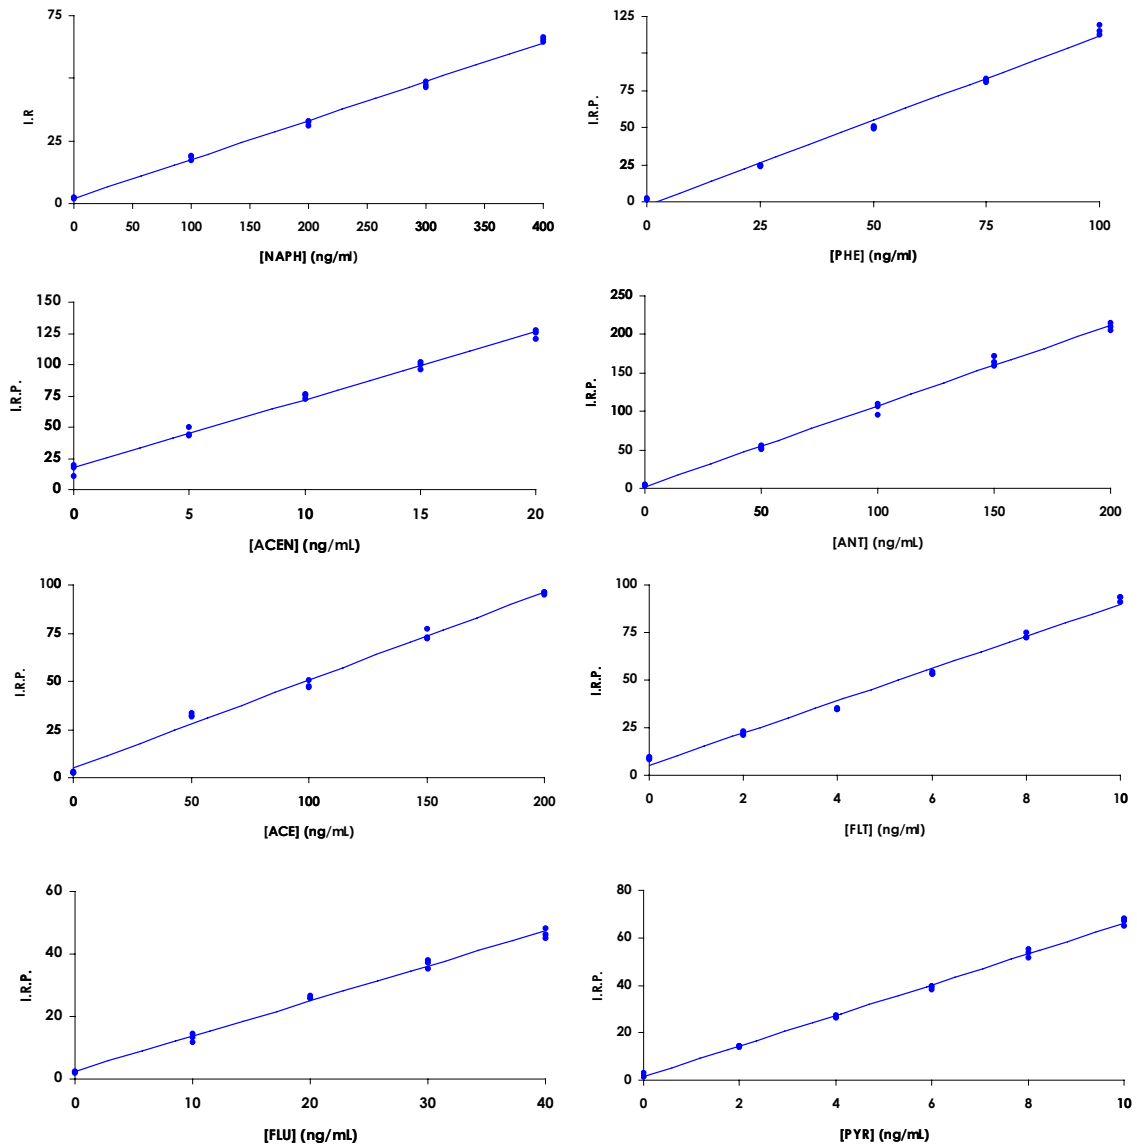 75
25
0
I.R
0 50 100 150 200 250 300 350 400
[NAPH] (ng/ml)
125
75
50
25
0
I.R.P.
0 25 50 75 100
[PHE] (ng/ml)
150
125
100
75
50
25
0
I.R.P.
0 5 10 15 20
[ACEN] (ng/mL)
250
200
150
100
50
0
I.R.P.
0 50 100 150 200
[ANT] (ng/mL)
100
75
50
25
0
I.R.P.
0 50 100 150 200
[ACE] (ng/mL)
100
75
50
25
0
I.R.P.
0 2 4 6 8 10
[FLT] (ng/ml)
60
40
20
0
I.R.P.
0 10 20 30 40
[FLU] (ng/mL)
80
60
40
20
0
I.R.P.
0 2 4 6 8 10
[PYR] (ng/mL)